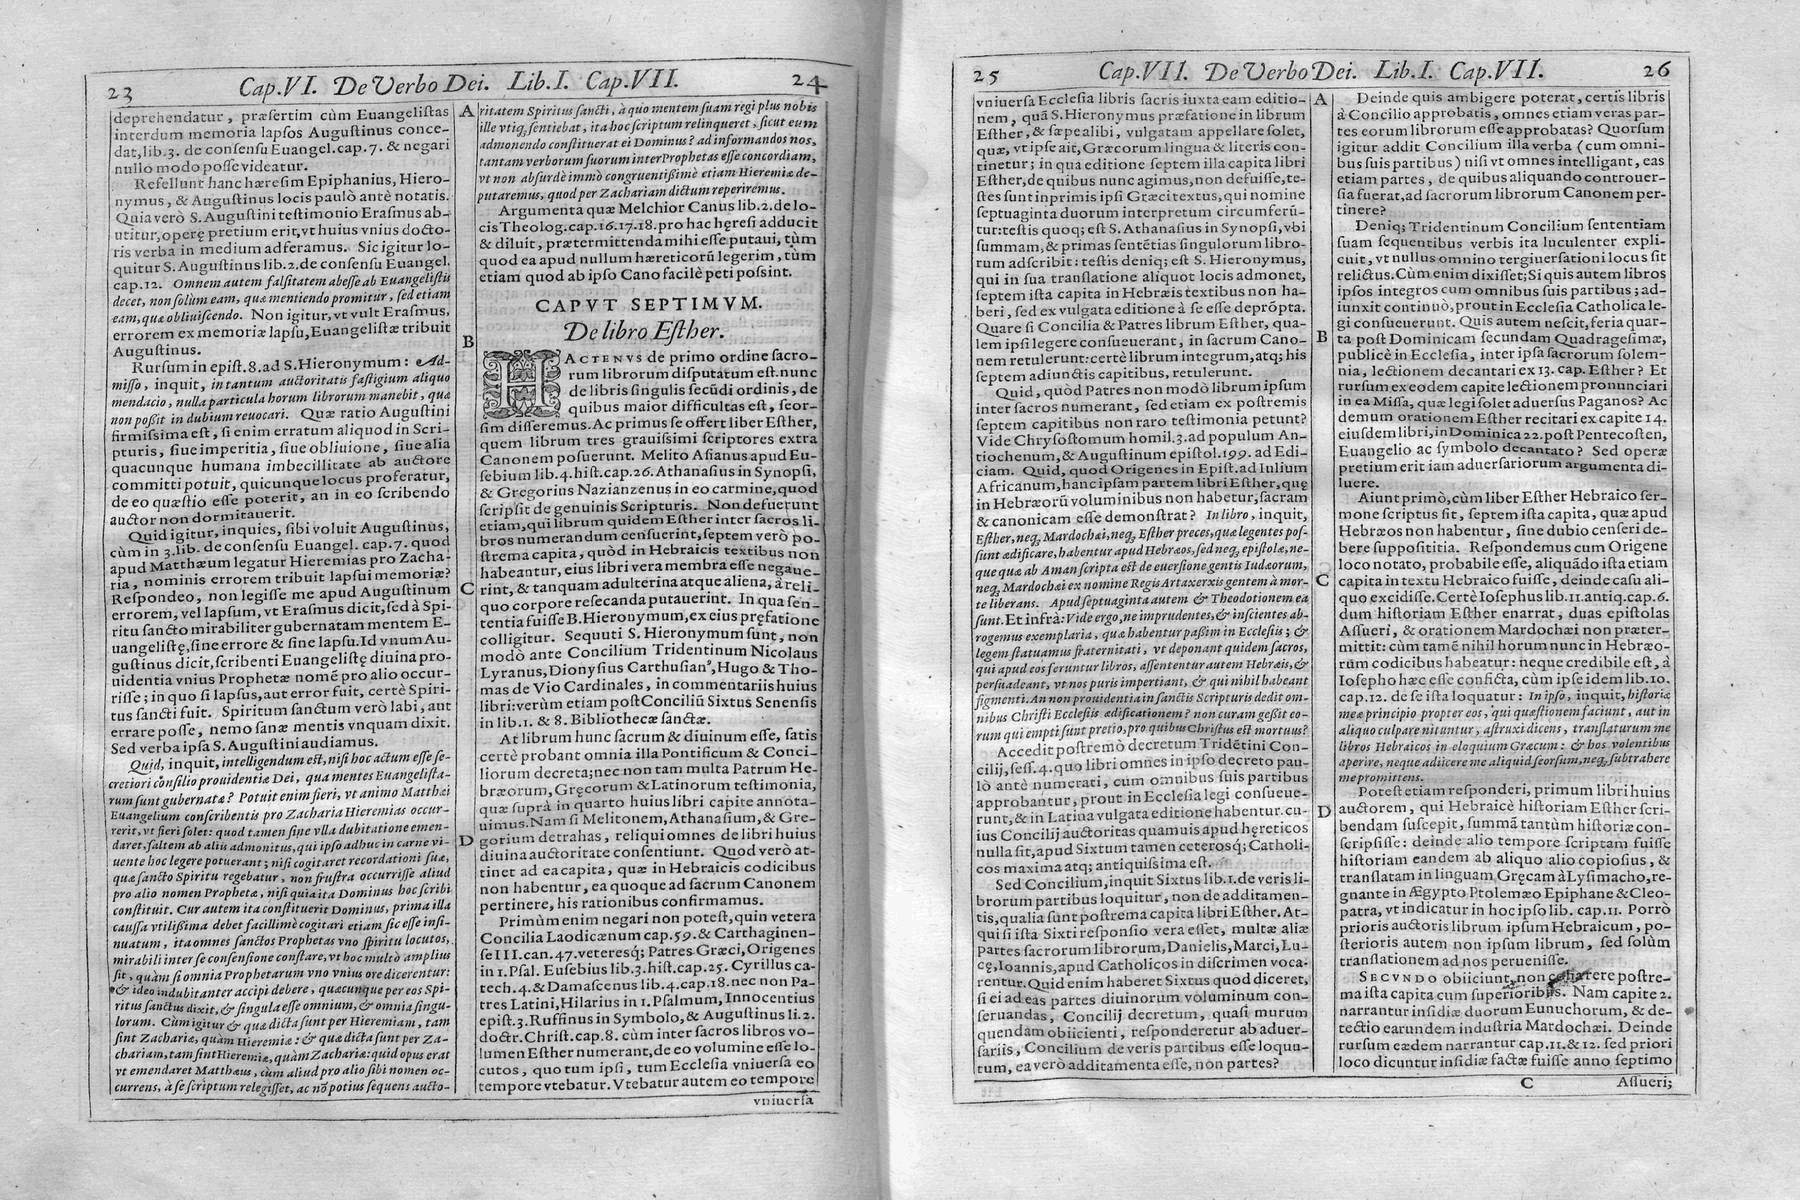 23 Cap. VI. De Verbo Dei. Lib. I. Cap. VII. 24
deprehendatur, præsertim cùm Euangelistas
interdum memoria lapsos Augustinus conce-
dat, lib. 3. de consensu Euangel. cap. 7. & negari
nullo modo posse videatur.
Refellunt hanc hæresim Epiphanius, Hiero-
nymus, & Augustinus locis paulò antè notatis.
Quia verò S. Augustini testimonio Erasmus ab-
utitur, operę pretium erit, vt huius vnius docto-
ris verba in medium adferamus. Sic igitur lo-
quitur S. Augustinus lib. 2. de consensu Euangel.
cap. 12. Omnem autem falsitatem abesse ab Euangelistis
decet, non solùm eam, quæ mentiendo promitur, sed etiam
eam, quæ obliuiscendo. Non igitur, vt vult Erasmus,
errorem ex memoriæ lapsu, Euangelistæ tribuit
Augustinus.
Rursum in epist. 8. ad S. Hieronymum: Ad-
misso, inquit, in tantum auctoritatis fastigium aliquo
mendacio, nulla particula horum librorum manebit, quæ
non possit in dubium reuocari. Quæ ratio Augustini
firmissima est, si enim erratum aliquod in Scri-
pturis, siue imperitia, siue obliuione, siue alia
quacunque humana imbecillitate ab auctore
committi potuit, quicunque locus proferatur,
de eo quæstio esse poterit, an in eo scribendo
auctor non dormitauerit.
Quid igitur, inquies, sibi voluit Augustinus,
cùm in 3. lib. de consensu Euangel. cap. 7. quod
apud Matthæum legatur Hieremias pro Zacha-
ria, nominis errorem tribuit lapsui memoriæ?
Respondeo, non legisse me apud Augustinum
errorem, vel lapsum, vt Erasmus dicit, sed à Spi-
ritu sancto mirabiliter gubernatam mentem E-
uangelistę, sine errore & sine lapsu. Id vnum Au-
gustinus dicit, scribenti Euangelistę diuina pro-
uidentia vnius Prophetæ nomē pro alio occur-
risse; in quo si lapsus, aut error fuit, certè Spiri-
tus sancti fuit. Spiritum sanctum verò labi, aut
errare posse, nemo sanæ mentis vnquam dixit.
Sed verba ipsa S. Augustini audiamus.
Quid, inquit, intelligendum est, nisi hoc actum esse se-
cretiori consilio prouidentiæ Dei, qua mentes Euangelista-
rum sunt gubernatæ? Potuit enim fieri, vt animo Matthæi
Euangelium conscribentis pro Zacharia Hieremias occur-
rerit, vt fieri solet: quod tamen sine vlla dubitatione emen-
daret, saltem ab aliis admonitus, qui ipso adhuc in carne vi-
uente hoc legere potuerant; nisi cogitaret recordationi suæ,
quæ sancto Spiritu regebatur, non frustra occurrisse aliud
pro alio nomen Prophetæ, nisi quia ita Dominus hoc scribi
constituit. Cur autem ita constituerit Dominus, prima illa
caussa vtilissima debet facillimè cogitari etiam sic esse insi-
nuatum, ita omnes sanctos Prophetas vno spiritu locutos,
mirabili inter se consensione constare, vt hoc multò amplius
sit, quàm si omnia Prophetarum vno vnius ore dicerentur:
& ideo indubitanter accipi debere, quæcunque per eos Spi-
ritus sanctus dixit, & singula esse omnium, & omnia singu-
lorum. Cùm igitur & quæ dicta sunt per Hieremiam, tam
sint Zachariæ, quàm Hieremiæ: & quæ dicta sunt per Za-
chariam, tam sint Hieremiæ, quàm Zachariæ: quid opus erat
vt emendaret Matthæus, cùm aliud pro alio sibi nomen oc-
currens, à se scriptum relegisset, ac nō potius sequens aucto-
A
B
C
D
ritatem Spiritus sancti, à quo mentem suam regi plus nobis
ille vtiq; sentiebat, ita hoc scriptum relinqueret, sicut eum
admonendo constituerat ei Dominus? ad informandos nos,
tantam verborum suorum inter Prophetas esse concordiam,
vt non absurdè immò congruentissimè etiam Hieremiæ de-
putaremus, quod per Zachariam dictum reperiremus.
Argumenta quæ Melchior Canus lib. 2. de lo-
cis Theolog. cap. 16. 17. 18. pro hac hęresi adducit
& diluit, prætermittenda mihi esse putaui, tùm
quod ea apud nullum hæreticorū legerim, tùm
etiam quod ab ipso Cano facilè peti possint.
CAPVT SEPTIMVM.
De libro Esther.
HACTENVS de primo ordine sacro-
rum librorum disputatum est. nunc
de libris singulis secūdi ordinis, de
quibus maior difficultas est, seor-
sim disseremus. Ac primus se offert liber Esther,
quem librum tres grauissimi scriptores extra
Canonem posuerunt. Melito Asianus apud Eu-
sebium lib. 4. hist. cap. 26. Athanasius in Synopsi,
& Gregorius Nazianzenus in eo carmine, quod
scripsit de genuinis Scripturis. Non defuerunt
etiam, qui librum quidem Esther inter sacros li-
bros numerandum censuerint, septem verò po-
strema capita, quòd in Hebraicis textibus non
habeantur, eius libri vera membra esse negaue-
rint, & tanquam adulterina atque aliena, à reli-
quo corpore resecanda putauerint. In qua sen-
tentia fuisse B. Hieronymum, ex eius pręfatione
colligitur. Sequuti S. Hieronymum sunt, non
modò ante Concilium Tridentinum Nicolaus
Lyranus, Dionysius Carthusianꝰ, Hugo & Tho-
mas de Vio Cardinales, in commentariis huius
libri: verùm etiam post Conciliū Sixtus Senensis
in lib. 1. & 8. Bibliothecæ sanctæ.
At librum hunc sacrum & diuinum esse, satis
certè probant omnia illa Pontificum & Conci-
liorum decreta; nec non tam multa Patrum He-
bræorum, Gręcorum & Latinorum testimonia,
quæ suprà in quarto huius libri capite annota-
uimus. Nam si Melitonem, Athanasium, & Gre-
gorium detrahas, reliqui omnes de libri huius
diuina auctoritate consentiunt. Quod verò at-
tinet ad ea capita, quæ in Hebraicis codicibus
non habentur, ea quoque ad sacrum Canonem
pertinere, his rationibus confirmamus.
Primùm enim negari non potest, quin vetera
Concilia Laodicænum cap. 59. & Carthaginen-
se III. can. 47. veteresq; Patres Græci, Origenes
in 1. Psal. Eusebius lib. 3. hist. cap. 25. Cyrillus ca-
tech. 4. & Damascenus lib. 4. cap. 18. nec non Pa-
tres Latini, Hilarius in 1. Psalmum, Innocentius
epist. 3. Ruffinus in Symbolo, & Augustinus li. 2.
doctr. Christ. cap. 8. cùm inter sacros libros vo-
lumen Esther numerant, de eo volumine esse lo-
cutos, quo tum ipsi, tum Ecclesia vniuersa eo
tempore vtebatur. Vtebatur autem eo tempore
vniuersa
25 Cap. VII. De Verbo Dei. Lib. I. Cap. VII. 26
vniuersa Ecclesia libris sacris iuxta eam editio-
nem, quā S. Hieronymus præfatione in librum
Esther, & sæpe alibi, vulgatam appellare solet,
quæ, vt ipse ait, Græcorum lingua & literis con-
tinetur; in qua editione septem illa capita libri
Esther, de quibus nunc agimus, non defuisse, te-
stes sunt inprimis ipsi Græci textus, qui nomine
septuaginta duorum interpretum circumferū-
tur: testis quoq; est S. Athanasius in Synopsi, vbi
summam, & primas sentētias singulorum libro-
rum adscribit: testis deniq; est S. Hieronymus,
qui in sua translatione aliquot locis admonet,
septem ista capita in Hebræis textibus non ha-
beri, sed ex vulgata editione à se esse deprōpta.
Quare si Concilia & Patres librum Esther, qua-
lem ipsi legere consueuerant, in sacrum Cano-
nem retulerunt: certè librum integrum, atq; his
septem adiunctis capitibus, retulerunt.
Quid, quòd Patres non modò librum ipsum
inter sacros numerant, sed etiam ex postremis
septem capitibus non raro testimonia petunt?
Vide Chrysostomum homil. 3. ad populum An-
tiochenum, & Augustinum epistol. 199. ad Edi-
ciam. Quid, quod Origenes in Epist. ad Iulium
Africanum, hanc ipsam partem libri Esther, quę
in Hebræorū voluminibus non habetur, sacram
& canonicam esse demonstrat? In libro, inquit,
Esther, neq; Mardochæi, neq; Esther preces, quæ legentes pos-
sunt ædificare, habentur apud Hebræos, sed neq; epistolæ, ne-
que quæ ab Aman scripta est de euersione gentis Iudæorum,
neq; Mardochæi ex nomine Regis Artaxerxis gentem à mor-
te liberans. Apud septuaginta autem & Theodotionem ea
sunt. Et infrà: Vide ergo, ne imprudentes, & inscientes ab-
rogemus exemplaria, quæ habentur passim in Ecclesiis; &
legem statuamus fraternitati, vt deponant quidem sacros,
qui apud eos feruntur libros, assententur autem Hebræis, &
persuadeant, vt nos puris impertiant, & qui nihil habeant
figmenti. An non prouidentia in sanctis Scripturis dedit om-
nibus Christi Ecclesiis ædificationem? non curam gessit eo-
rum qui empti sunt pretio, pro quibus Christus est mortuus?
Accedit postremò decretum Tridētini Con-
cilij, sess. 4. quo libri omnes in ipso decreto pau-
lò antè numerati, cum omnibus suis partibus
approbantur, prout in Ecclesia legi consueue-
runt, & in Latina vulgata editione habentur. cu-
ius Concilij auctoritas quamuis apud hęreticos
nulla sit, apud Sixtum tamen ceterosq; Catholi-
cos maxima atq; antiquissima est.
Sed Concilium, inquit Sixtus lib. 1. de veris li-
brorum partibus loquitur, non de additamen-
tis, qualia sunt postrema capita libri Esther. At-
qui si ista Sixti responsio vera esset, multæ aliæ
partes sacrorum librorum, Danielis, Marci, Lu-
cę, Ioannis, apud Catholicos in discrimen voca-
rentur. Quid enim haberet Sixtus quod diceret,
si ei ad eas partes diuinorum voluminum con-
seruandas, Concilij decretum, quasi murum
quendam obiicienti, responderetur ab aduer-
sariis, Concilium de veris partibus esse loquu-
tum, ea verò additamenta esse, non partes?
A
B
C
D
Deinde quis ambigere poterat, certis libris
à Concilio approbatis, omnes etiam veras par-
tes eorum librorum esse approbatas? Quorsum
igitur addit Concilium illa verba (cum omni-
bus suis partibus) nisi vt omnes intelligant, eas
etiam partes, de quibus aliquando controuer-
sia fuerat, ad sacrorum librorum Canonem per-
tinere?
Deniq; Tridentinum Concilium sententiam
suam sequentibus verbis ita luculenter expli-
cuit, vt nullus omnino tergiuersationi locus sit
relictus. Cùm enim dixisset; Si quis autem libros
ipsos integros cum omnibus suis partibus; ad-
iunxit continuò, prout in Ecclesia Catholica le-
gi consueuerunt. Quis autem nescit, feria quar-
ta post Dominicam secundam Quadragesimæ,
publicè in Ecclesia, inter ipsa sacrorum solem-
nia, lectionem decantari ex 13. cap. Esther? Et
rursum ex eodem capite lectionem pronunciari
in ea Missa, quæ legi solet aduersus Paganos? Ac
demum orationem Esther recitari ex capite 14.
eiusdem libri, in Dominica 22. post Pentecosten,
Euangelio ac symbolo decantato? Sed operæ
pretium erit iam aduersariorum argumenta di-
luere.
Aiunt primò, cùm liber Esther Hebraico ser-
mone scriptus sit, septem ista capita, quæ apud
Hebræos non habentur, sine dubio censeri de-
bere supposititia. Respondemus cum Origene
loco notato, probabile esse, aliquādo ista etiam
capita in textu Hebraico fuisse, deinde casu ali-
quo excidisse. Certè Iosephus lib. 11. antiq. cap. 6.
dum historiam Esther enarrat, duas epistolas
Assueri, & orationem Mardochæi non præter-
mittit: cùm tamē nihil horum nunc in Hebræo-
rum codicibus habeatur: neque credibile est, à
Iosepho hæc esse conficta, cùm ipse idem lib. 10.
cap. 12. de se ista loquatur: In ipso, inquit, historiæ
meæ principio propter eos, qui quæstionem faciunt, aut in
aliquo culpare nituntur, astruxi dicens, translaturum me
libros Hebraicos in eloquium Græcum: & hos volentibus
aperire, neque adiicere me aliquid seorsum, neq; subtrahere
me promittens.
Potest etiam responderi, primum libri huius
auctorem, qui Hebraicè historiam Esther scri-
bendam suscepit, summā tantùm historiæ con-
scripsisse: deinde alio tempore scriptam fuisse
historiam eandem ab aliquo alio copiosius, &
translatam in linguam Gręcam à Lysimacho, re-
gnante in Ægypto Ptolemæo Epiphane & Cleo-
patra, vt indicatur in hoc ipso lib. cap. 11. Porrò
prioris auctoris librum ipsum Hebraicum, po-
sterioris autem non ipsum librum, sed solùm
translationem ad nos peruenisse.
SECVNDO obiiciunt, non postre-
ma ista capita cum superioribus. Nam capite 2.
narrantur insidiæ duorum Eunuchorum, & de-
tectio earundem industria Mardochæi. Deinde
rursum eædem narrantur cap. 11. & 12. sed priori
loco dicuntur insidiæ factæ fuisse anno septimo
C Assueri;